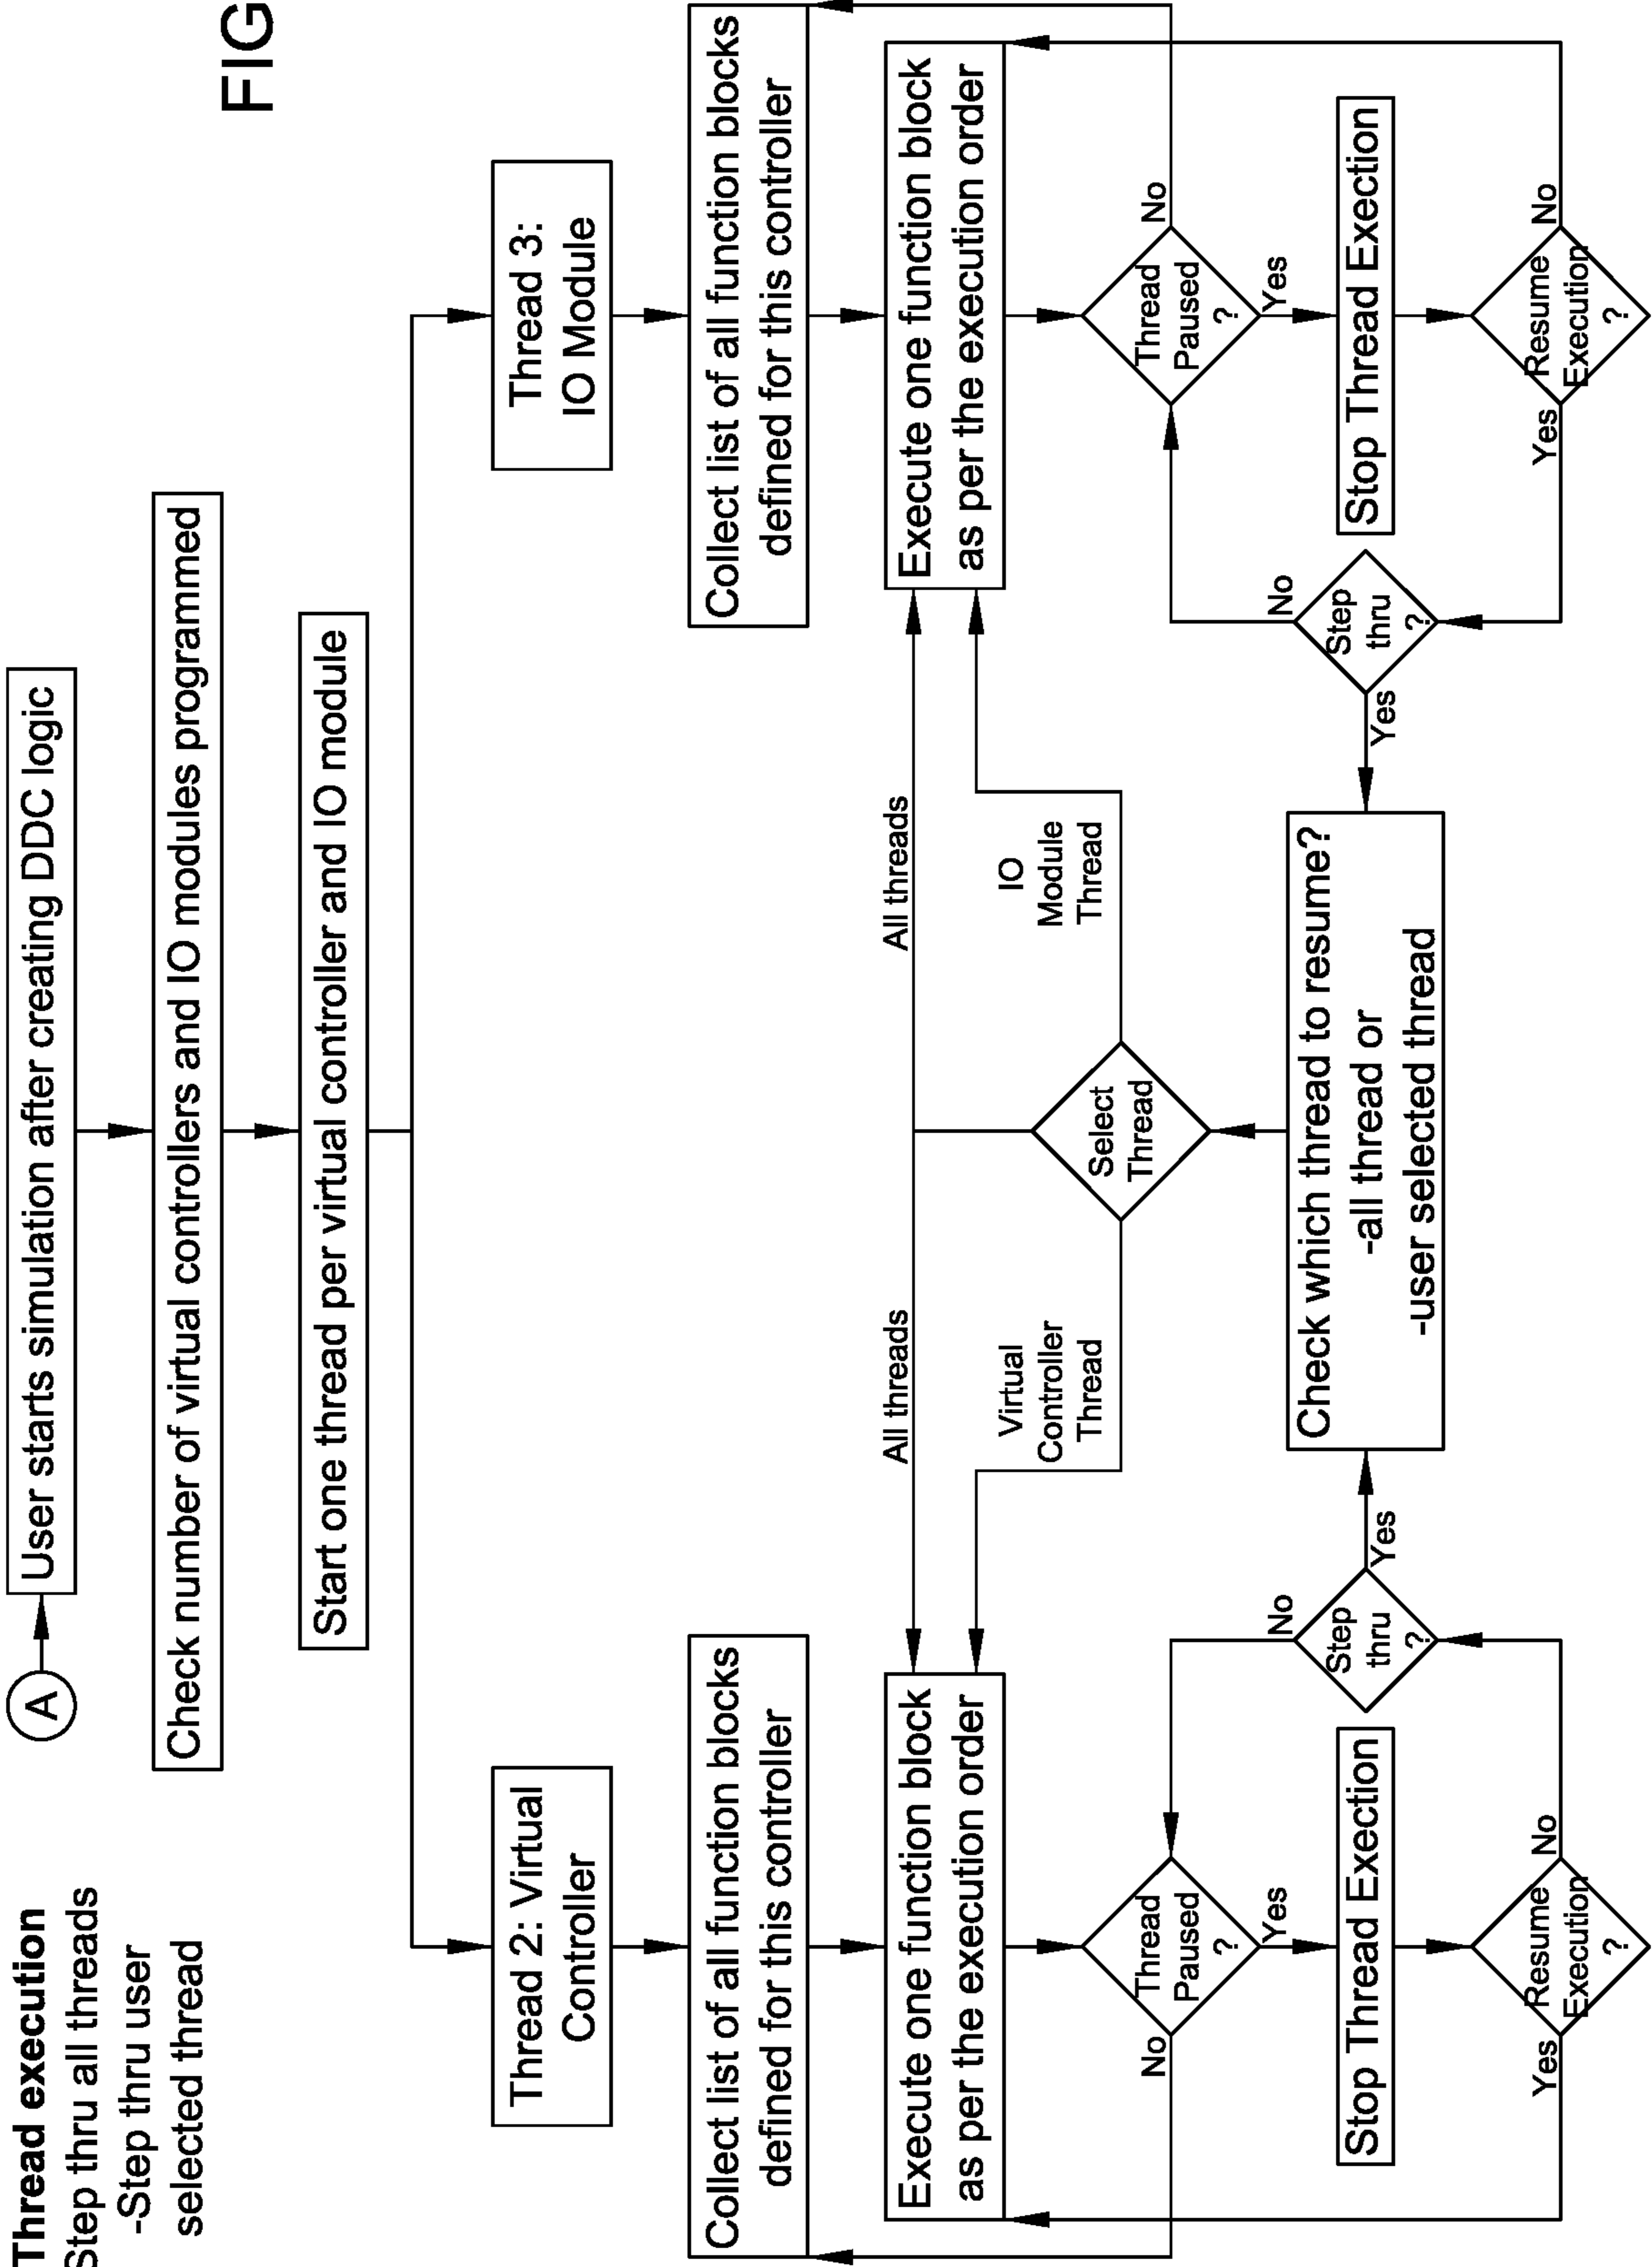 Thread execution
Step thru all threads
-Step thru user
selected thread
FIG
A
User starts simulation after creating DDC logic
Check number of virtual controllers and IO modules programmed
Start one thread per virtual controller and IO module
Thread 2: Virtual
Controller
Thread 3:
IO Module
Collect list of all function blocks
defined for this controller
Collect list of all function blocks
defined for this controller
Execute one function block
as per the execution order
All threads
All threads
Execute one function block
as per the execution order
Virtual
Controller
Thread
IO
Module
Thread
No
Thread
Paused
?
Yes
Select
Thread
Thread
Paused
?
No
Yes
Stop Thread Exection
No
Step
thru
?
Yes
Check which thread to resume?
-all thread or
-user selected thread
Yes
No
Step
thru
?
Stop Thread Exection
Yes
Resume
Execution
?
No
Yes
Resume
Execution
?
No